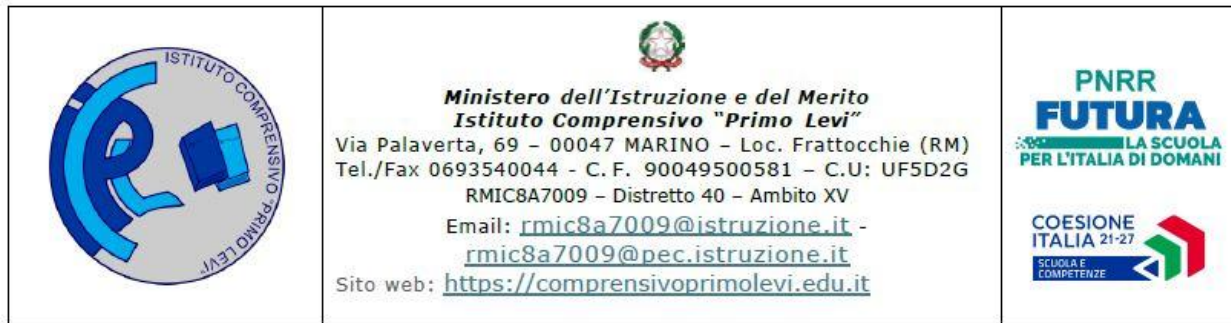 ISTITUTO COMPRENSIVO "PRIMO LEVI"
Ministero dell'Istruzione e del Merito
Istituto Comprensivo "Primo Levi"
Via Palaverta, 69 – 00047 MARINO – Loc. Frattocchie (RM)
Tel./Fax 0693540044 - C. F. 90049500581 – C.U: UF5D2G
RMIC8A7009 – Distretto 40 – Ambito XV
Email: rmic8a7009@istruzione.it -
rmic8a7009@pec.istruzione.it
Sito web: https://comprensivoprimolevi.edu.it
PNRR
FUTURA
LA SCUOLA
PER L'ITALIA DI DOMANI
COESIONE
ITALIA 21-27
SCUOLA E
COMPETENZE